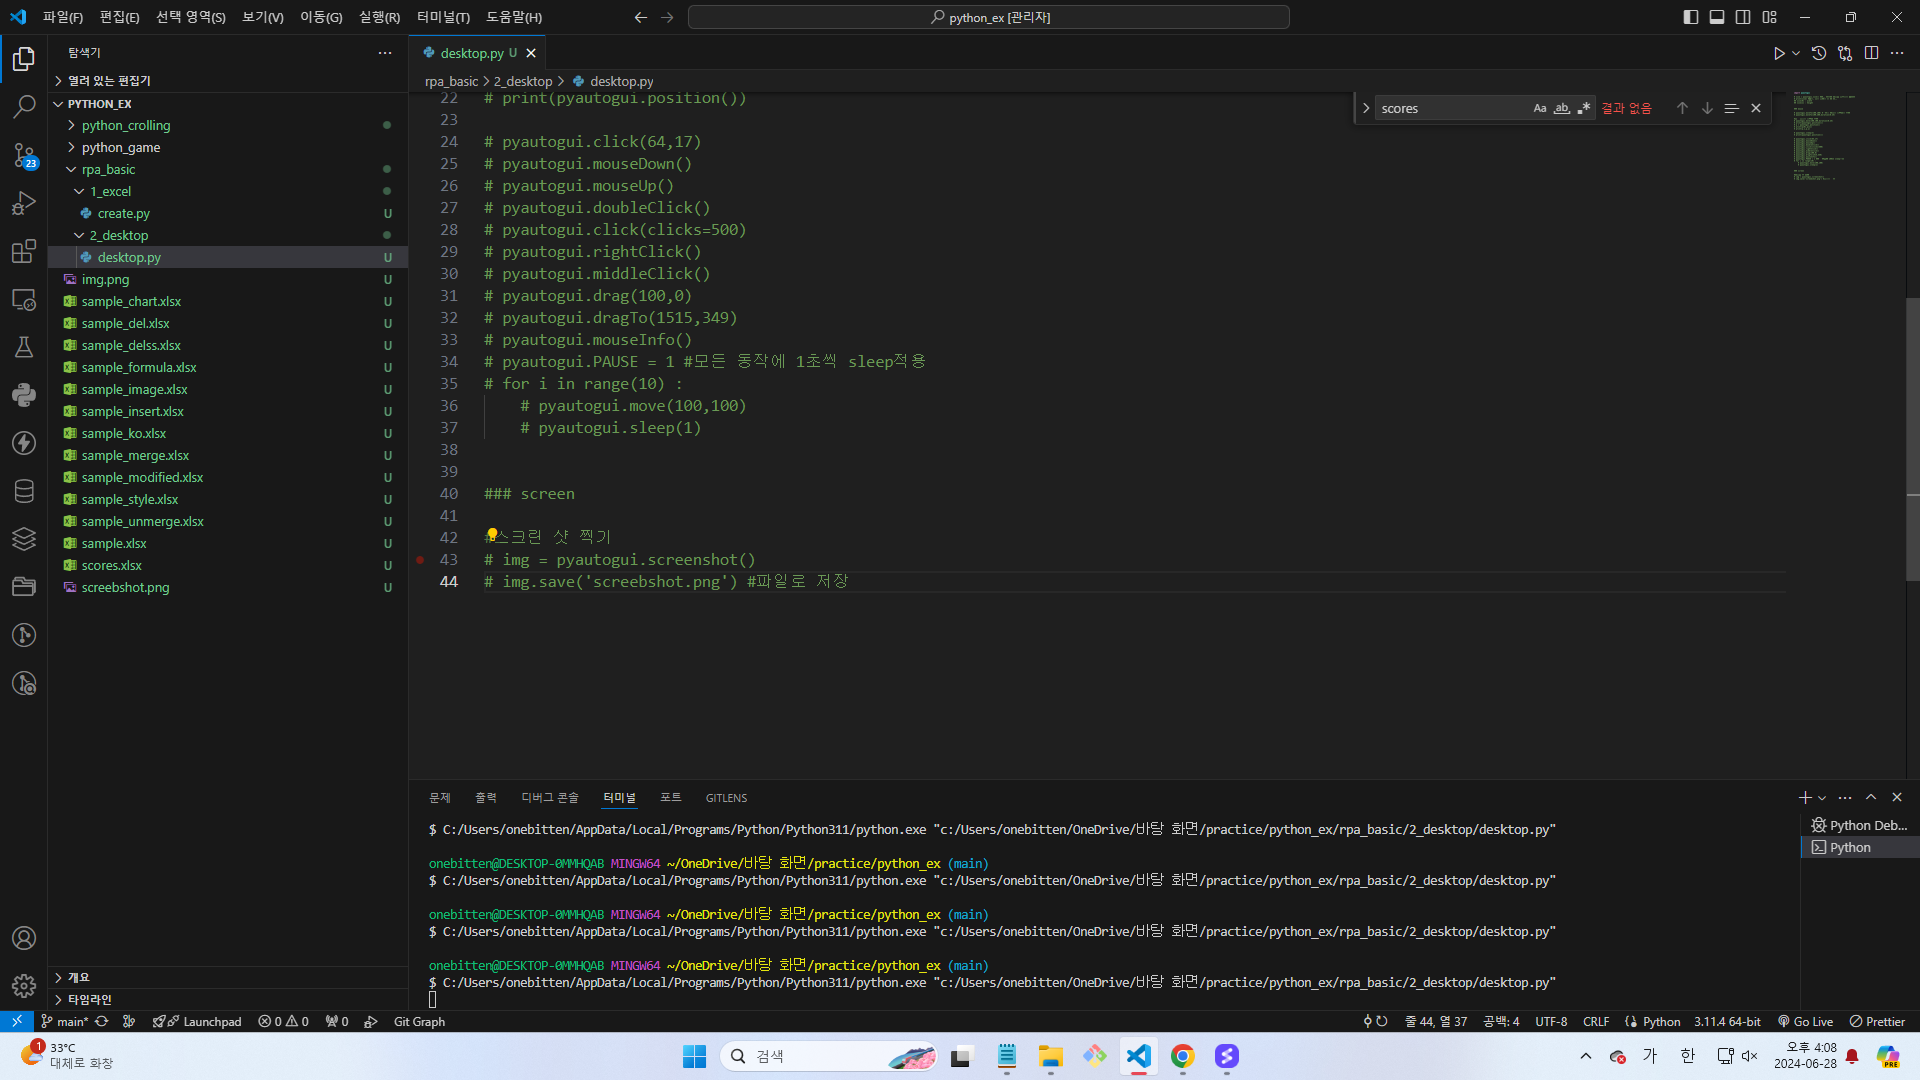 파일(F) 편집(E) 선택 영역(S) 보기(V) 이동(G) 실행(R) 터미널(T) 도움말(H)
python_ex [관리자]
탐색기
열려 있는 편집기
PYTHON_EX
python_crolling
python_game
rpa_basic
1_excel
create.py U
2_desktop
desktop.py U
img.png U
sample_chart.xlsx U
sample_del.xlsx U
sample_delss.xlsx U
sample_formula.xlsx U
sample_image.xlsx U
sample_insert.xlsx U
sample_ko.xlsx U
sample_merge.xlsx U
sample_modified.xlsx U
sample_style.xlsx U
sample_unmerge.xlsx U
sample.xlsx U
scores.xlsx U
screebshot.png U
개요
타임라인
23
desktop.py U
rpa_basic > 2_desktop > desktop.py
scores Aa ab 결과 없음
22 # print(pyautogui.position())
23
24 # pyautogui.click(64,17)
25 # pyautogui.mouseDown()
26 # pyautogui.mouseUp()
27 # pyautogui.doubleClick()
28 # pyautogui.click(clicks=500)
29 # pyautogui.rightClick()
30 # pyautogui.middleClick()
31 # pyautogui.drag(100,0)
32 # pyautogui.dragTo(1515,349)
33 # pyautogui.mouseInfo()
34 # pyautogui.PAUSE = 1 #모든 동작에 1초씩 sleep적용
35 # for i in range(10) :
36 # pyautogui.move(100,100)
37 # pyautogui.sleep(1)
38
39
40 ### screen
41
42 #스크린 샷 찍기
43 # img = pyautogui.screenshot()
44 # img.save('screebshot.png') #파일로 저장
문제 출력 디버그 콘솔 터미널 포트 GITLENS
$ C:/Users/onebitten/AppData/Local/Programs/Python/Python311/python.exe "c:/Users/onebitten/OneDrive/바탕 화면/practice/python_ex/rpa_basic/2_desktop/desktop.py"
onebitten@DESKTOP-0MMHQAB MINGW64 ~/OneDrive/바탕 화면/practice/python_ex (main)
$ C:/Users/onebitten/AppData/Local/Programs/Python/Python311/python.exe "c:/Users/onebitten/OneDrive/바탕 화면/practice/python_ex/rpa_basic/2_desktop/desktop.py"
onebitten@DESKTOP-0MMHQAB MINGW64 ~/OneDrive/바탕 화면/practice/python_ex (main)
$ C:/Users/onebitten/AppData/Local/Programs/Python/Python311/python.exe "c:/Users/onebitten/OneDrive/바탕 화면/practice/python_ex/rpa_basic/2_desktop/desktop.py"
onebitten@DESKTOP-0MMHQAB MINGW64 ~/OneDrive/바탕 화면/practice/python_ex (main)
$ C:/Users/onebitten/AppData/Local/Programs/Python/Python311/python.exe "c:/Users/onebitten/OneDrive/바탕 화면/practice/python_ex/rpa_basic/2_desktop/desktop.py"
Python Deb...
Python
main* Launchpad 0 0 0 Git Graph
줄 44, 열 37 공백: 4 UTF-8 CRLF Python 3.11.4 64-bit Go Live Prettier
1
33°C
대체로 화창
검색
가 한
오후 4:08
2024-06-28
PRE